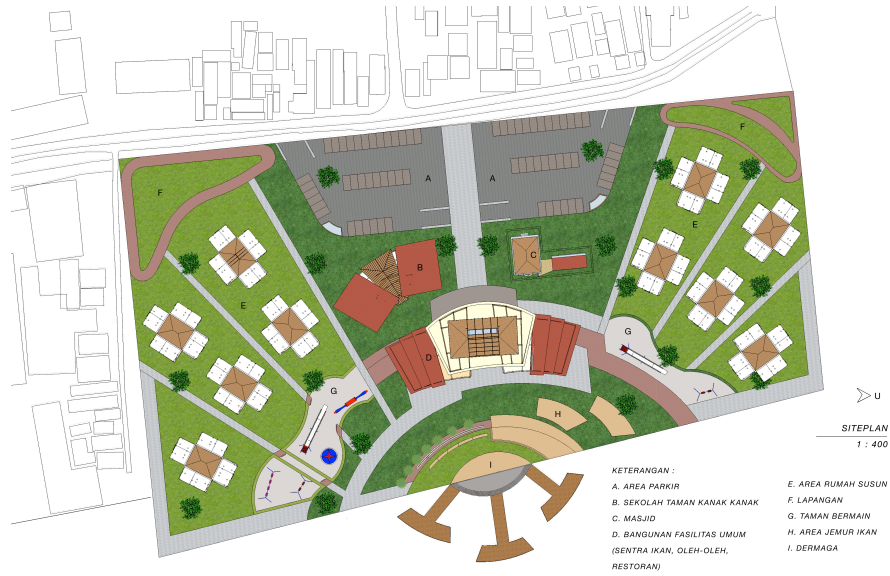 F
A
A
F
E
B
C
E
G
D
G
H
I
U
SITEPLAN
1 : 400
KETERANGAN :
A. AREA PARKIR
B. SEKOLAH TAMAN KANAK KANAK
C. MASJID
D. BANGUNAN FASILITAS UMUM
(SENTRA IKAN, OLEH-OLEH,
RESTORAN)
E. AREA RUMAH SUSUN
F. LAPANGAN
G. TAMAN BERMAIN
H. AREA JEMUR IKAN
I. DERMAGA